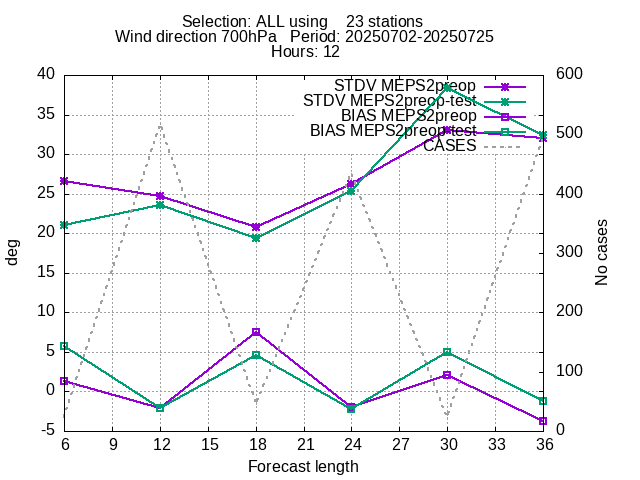 Selection: ALL using 23 stations
Wind direction 700hPa Period: 20250702-20250725
Hours: 12
40
35
30
25
20
15
10
5
0
-5
deg
600
500
400
300
200
100
0
No cases
STDV MEPS2preop
STDV MEPS2preop-test
BIAS MEPS2preop
BIAS MEPS2preop-test
CASES
6 9 12 15 18 21 24 27 30 33 36
Forecast length